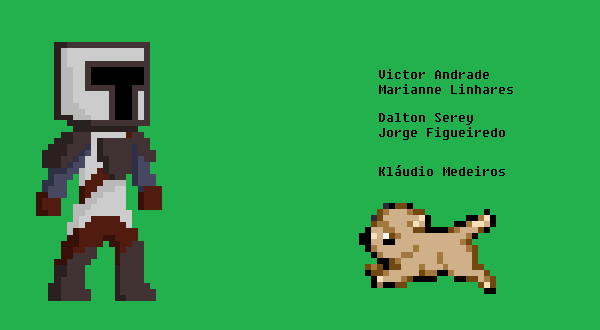 Victor Andrade
Marianne Linhares
Dalton Serey
Jorge Figueiredo
Kláudio Medeiros